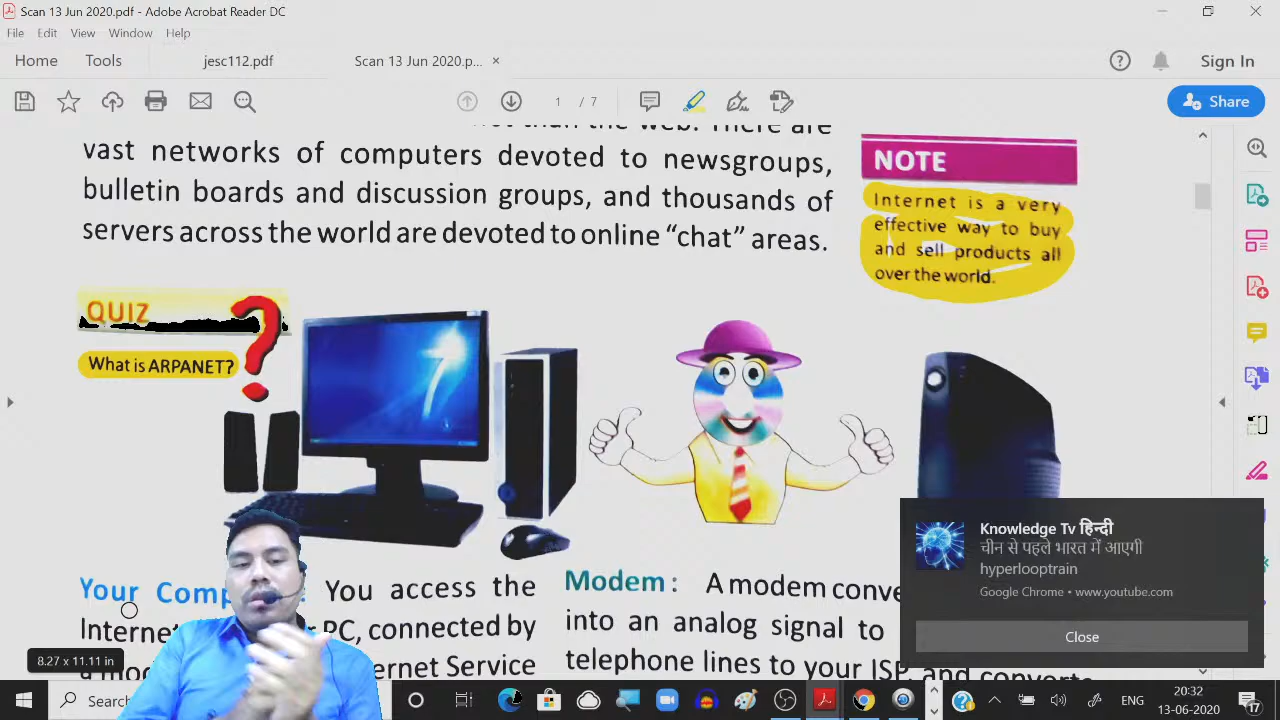 Scan 13 Jun 2020.pdf - Adobe Acrobat Reader DC
File Edit View Window Help
Home Tools jesc112.pdf Scan 13 Jun 2020.p... × Sign In
1 / 7 Share
than the web. There are
vast networks of computers devoted to newsgroups,
bulletin boards and discussion groups, and thousands of
servers across the world are devoted to online “chat” areas.
NOTE
Internet is a very
effective way to buy
and sell products all
over the world.
QUIZ
What is ARPANET?
Your You access the
PC, connected by
Service
Modem : A modem
into an analog signal to
telephone lines to your ISP, and converts
Knowledge Tv हिन्दी
चीन से पहले भारत में आएगी
hyperlooptrain
Google Chrome • www.youtube.com
Close
8.27 x 11.11 in
ENG
20:32
13-06-2020
17